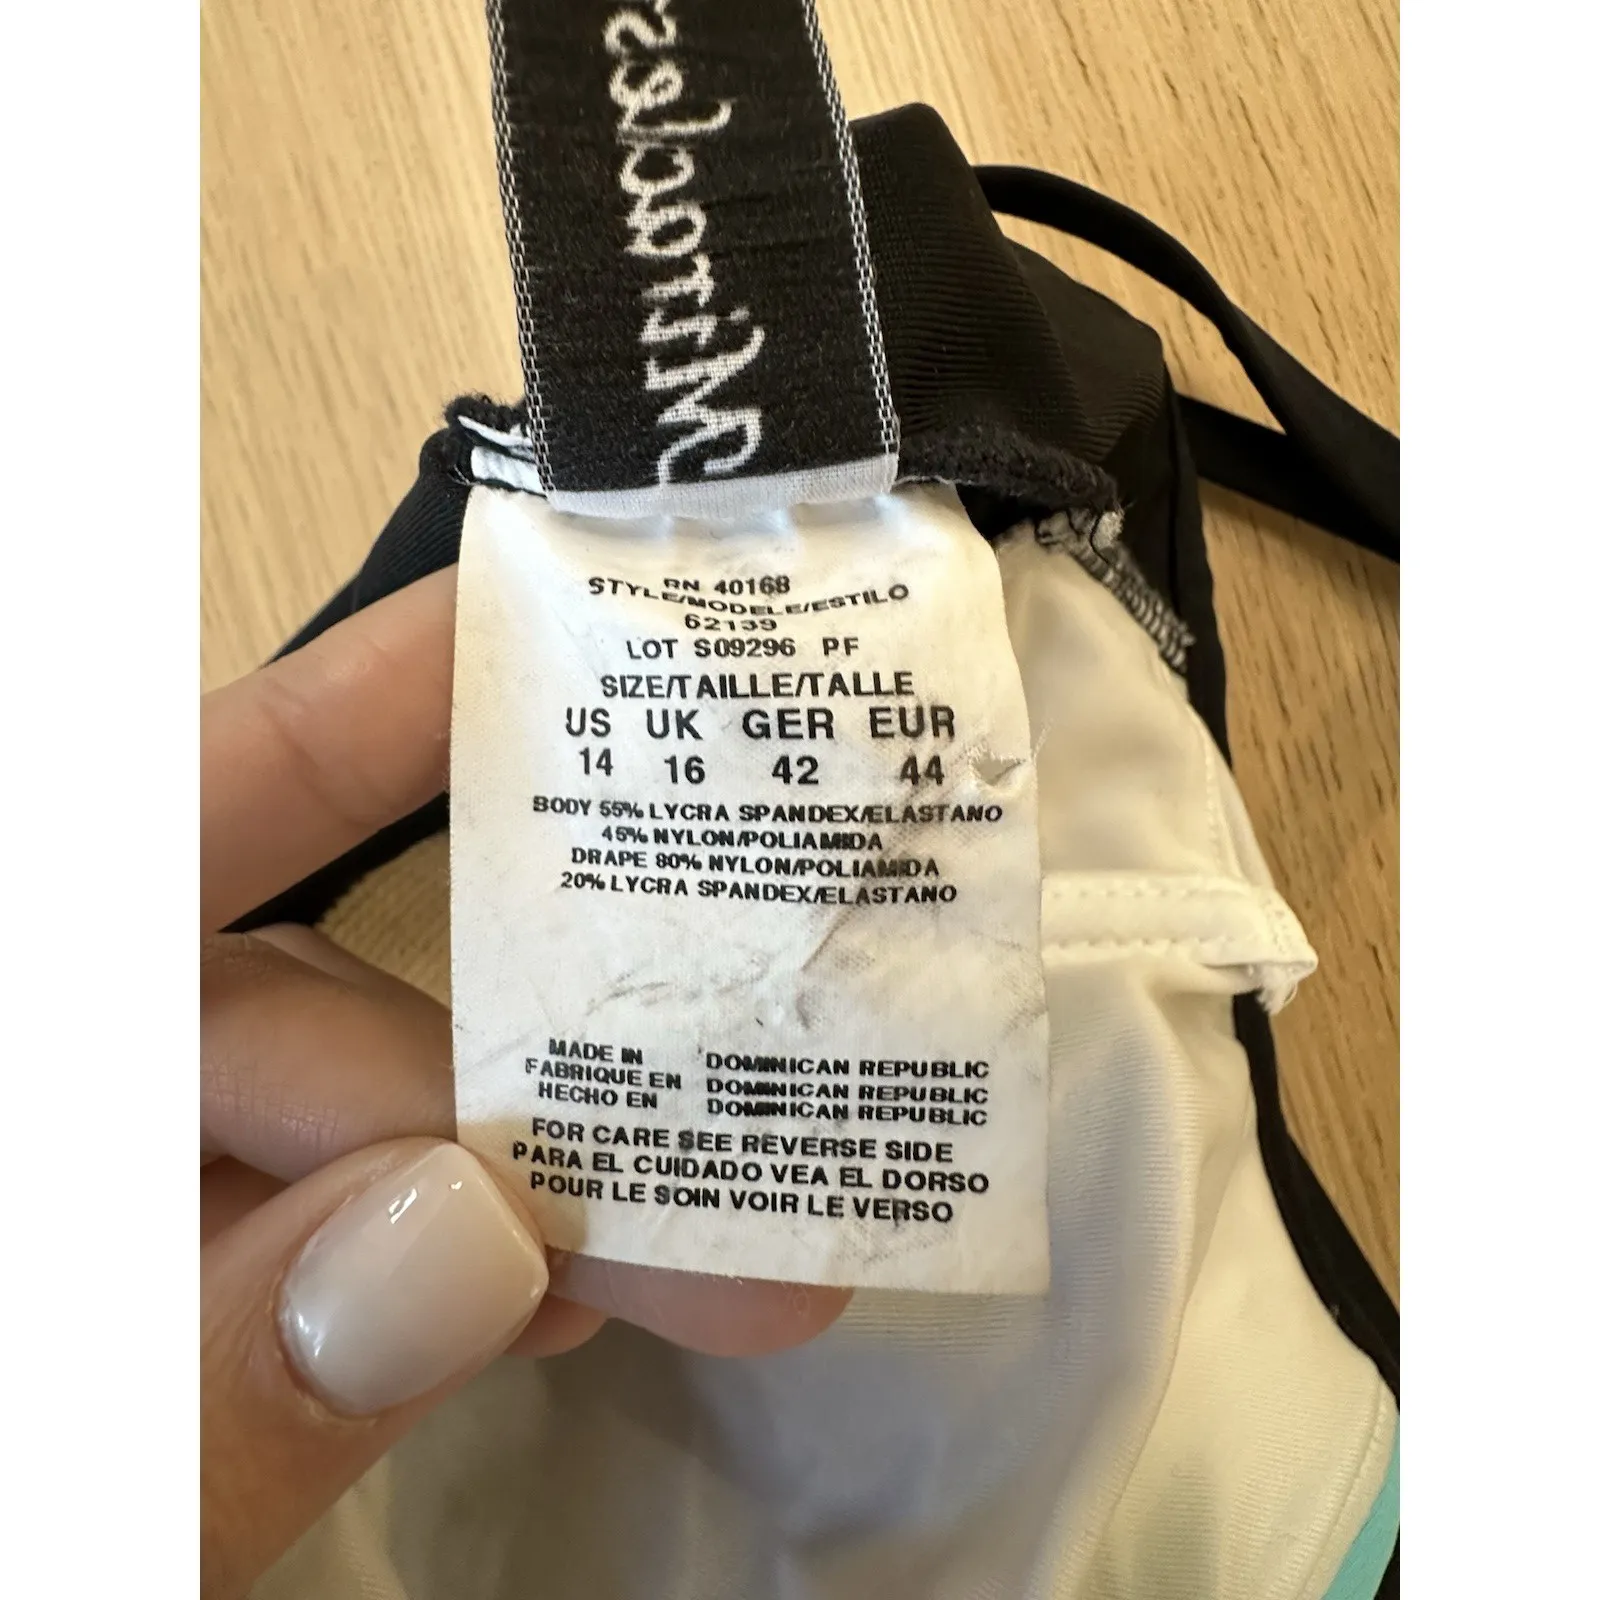 Miraclesu
RN 40168
STYLE/MODELE/ESTILO
62139
LOT S09296 PF
SIZE/TAILLE/TALLE
US UK GER EUR
14 16 42 44
BODY 55% LYCRA SPANDEX/ELASTANO
45% NYLON/POLIAMIDA
DRAPE 80% NYLON/POLIAMIDA
20% LYCRA SPANDEX/ELASTANO
MADE IN DOMINICAN REPUBLIC
FABRIQUE EN DOMINICAN REPUBLIC
HECHO EN DOMINICAN REPUBLIC
FOR CARE SEE REVERSE SIDE
PARA EL CUIDADO VEA EL DORSO
POUR LE SOIN VOIR LE VERSO